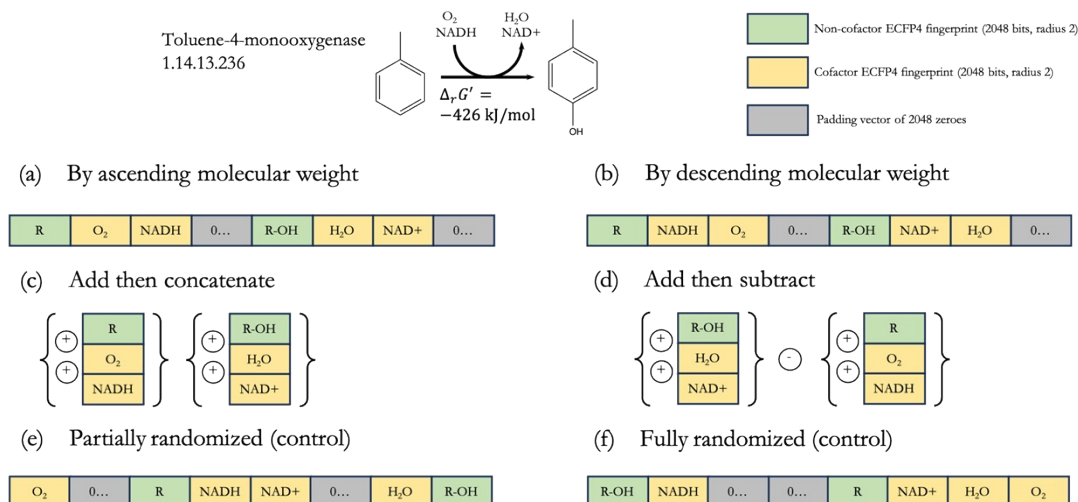 Toluene-4-monooxygenase
1.14.13.236
O2
NADH
H2O
NAD+
ΔrG′ =
−426 kJ/mol
OH
Non-cofactor ECFP4 fingerprint (2048 bits, radius 2)
Cofactor ECFP4 fingerprint (2048 bits, radius 2)
Padding vector of 2048 zeroes
(a) By ascending molecular weight
R O2 NADH 0... R-OH H2O NAD+ 0...
(b) By descending molecular weight
R NADH O2 0... R-OH NAD+ H2O 0...
(c) Add then concatenate
+ R + R-OH
+ O2 + H2O
NADH NAD+
(d) Add then subtract
+ R-OH + R
+ H2O - + O2
NAD+ NADH
(e) Partially randomized (control)
O2 0... R NADH NAD+ 0... H2O R-OH
(f) Fully randomized (control)
R-OH NADH 0... 0... R NAD+ H2O O2